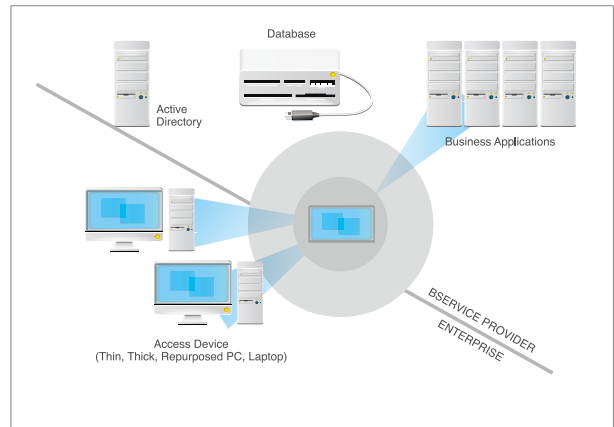 Database
Active
Directory
Business Applications
BSERVICE PROVIDER
ENTERPRISE
Access Device
(Thin, Thick, Repurposed PC, Laptop)